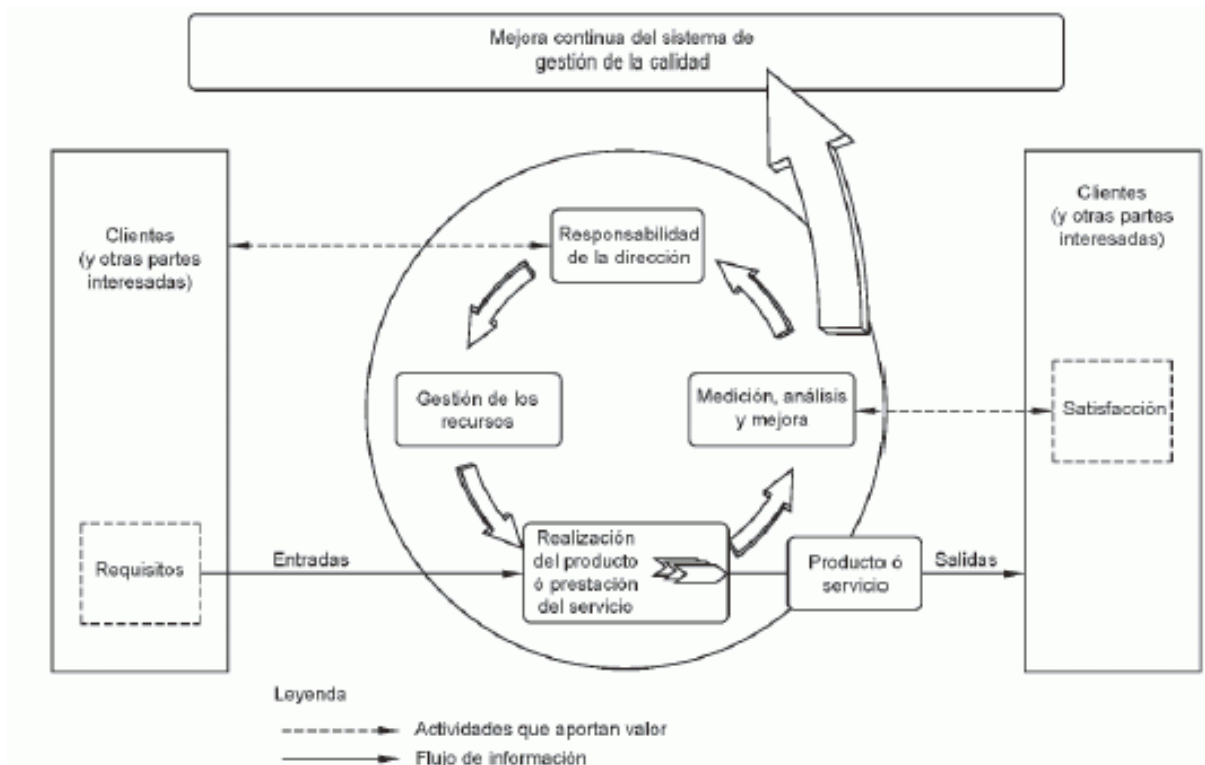 Mejora continua del sistema de
gestión de la calidad
Clientes
(y otras partes
interesadas)
Clientes
(y otras partes
interesadas)
Responsabilidad
de la dirección
Gestión de los
recursos
Medición, análisis
y mejora
Satisfacción
Requisitos
Entradas
Realización
del producto
ó prestación
del servicio
Producto ó
servicio
Salidas
Leyenda
Actividades que aportan valor
Flujo de información